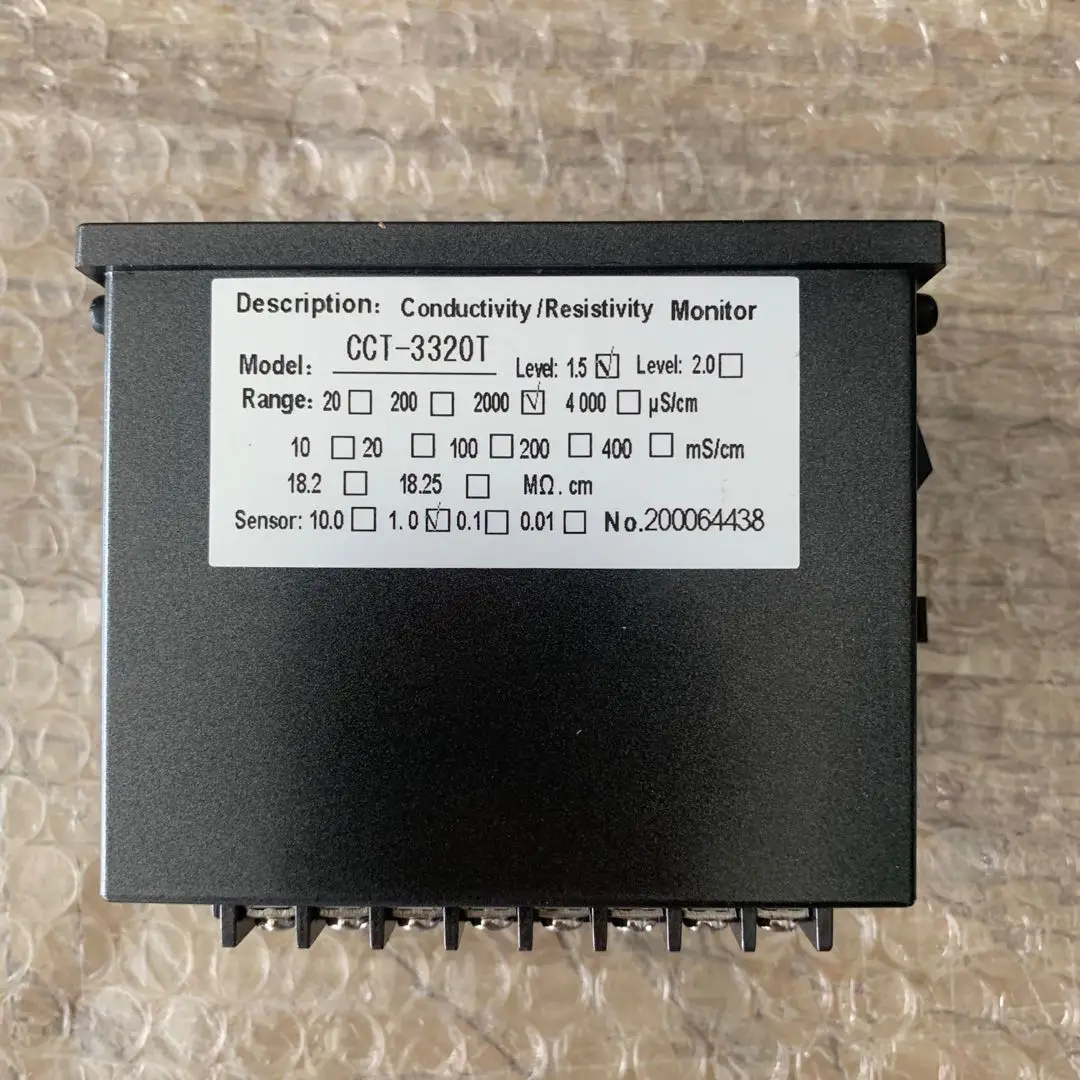 Description: Conductivity/Resistivity Monitor
Model: CCT-3320T Level: 1.5 ☑ Level: 2.0 ☐
Range: 20 ☐ 200 ☐ 2000 ☑ 4000 ☐ μS/cm
10 ☐ 20 ☐ 100 ☐ 200 ☐ 400 ☐ mS/cm
18.2 ☐ 18.25 ☐ MΩ.cm
Sensor: 10.0 ☐ 1.0 ☑ 0.1 ☐ 0.01 ☐ No.200064438